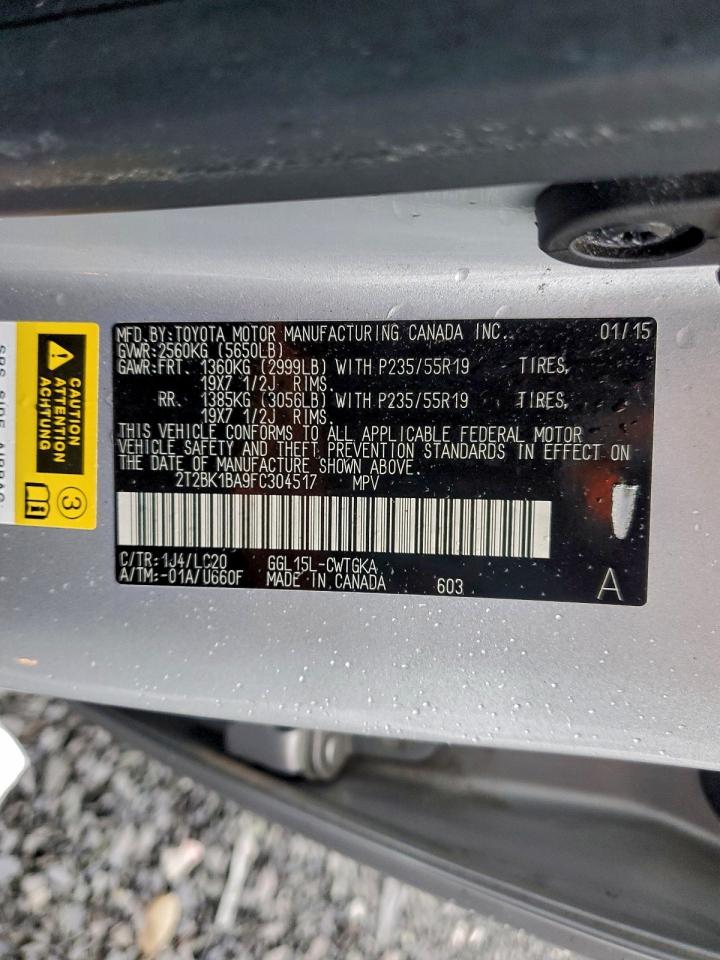 MFD.BY:TOYOTA MOTOR MANUFACTURING CANADA INC. 01/15
GVWR:2560KG (5650LB)
GAWR:FRT. 1360KG (2999LB) WITH P235/55R19 TIRES,
19X7 1/2J RIMS.
RR. 1385KG (3056LB) WITH P235/55R19 TIRES,
19X7 1/2J RIMS.
THIS VEHICLE CONFORMS TO ALL APPLICABLE FEDERAL MOTOR
VEHICLE SAFETY AND THEFT PREVENTION STANDARDS IN EFFECT ON
THE DATE OF MANUFACTURE SHOWN ABOVE.
2T2BK1BA9FC304517 MPV
C/TR:1J4/LC20 GGL15L-CWTGKA
A/TM:-01A/U660F MADE IN CANADA 603 A
CAUTION
ATTENTION
ACHTUNG
3
SRS SIDE AIRBAG